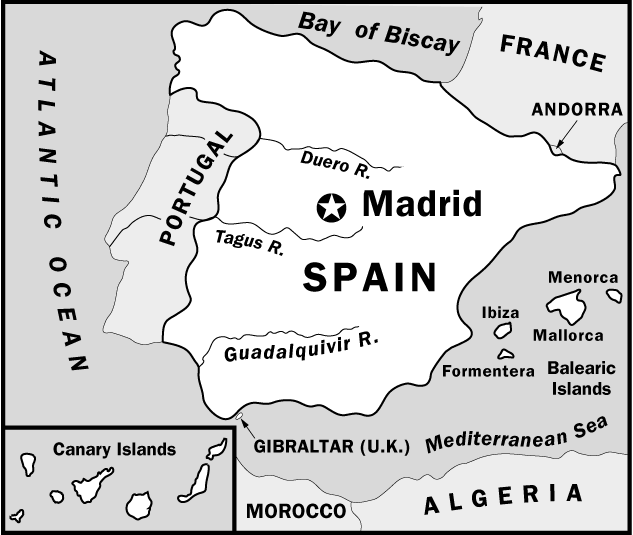 Bay of Biscay
FRANCE
ATLANTIC OCEAN
ANDORRA
PORTUGAL
Duero R.
Madrid
Tagus R.
SPAIN
Menorca
Ibiza
Mallorca
Guadalquivir R.
Formentera
Balearic
Islands
Mediterranean Sea
GIBRALTAR (U.K.)
Canary Islands
MOROCCO
ALGERIA